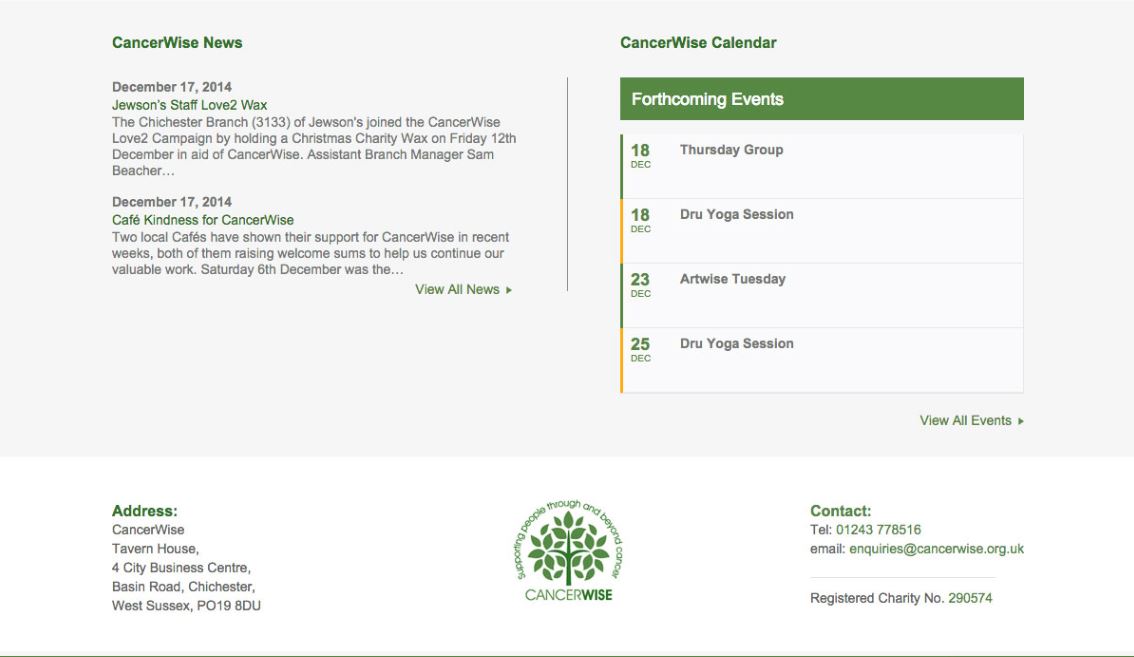 CancerWise News
December 17, 2014
Jewson's Staff Love2 Wax
The Chichester Branch (3133) of Jewson's joined the CancerWise
Love2 Campaign by holding a Christmas Charity Wax on Friday 12th
December in aid of CancerWise. Assistant Branch Manager Sam
Beacher…
December 17, 2014
Café Kindness for CancerWise
Two local Cafés have shown their support for CancerWise in recent
weeks, both of them raising welcome sums to help us continue our
valuable work. Saturday 6th December was the…
View All News
CancerWise Calendar
Forthcoming Events
18
DEC
Thursday Group
18
DEC
Dru Yoga Session
23
DEC
Artwise Tuesday
25
DEC
Dru Yoga Session
View All Events
Address:
CancerWise
Tavern House,
4 City Business Centre,
Basin Road, Chichester,
West Sussex, PO19 8DU
supporting people through and beyond cancer
CANCERWISE
Contact:
Tel: 01243 778516
email: enquiries@cancerwise.org.uk
Registered Charity No. 290574